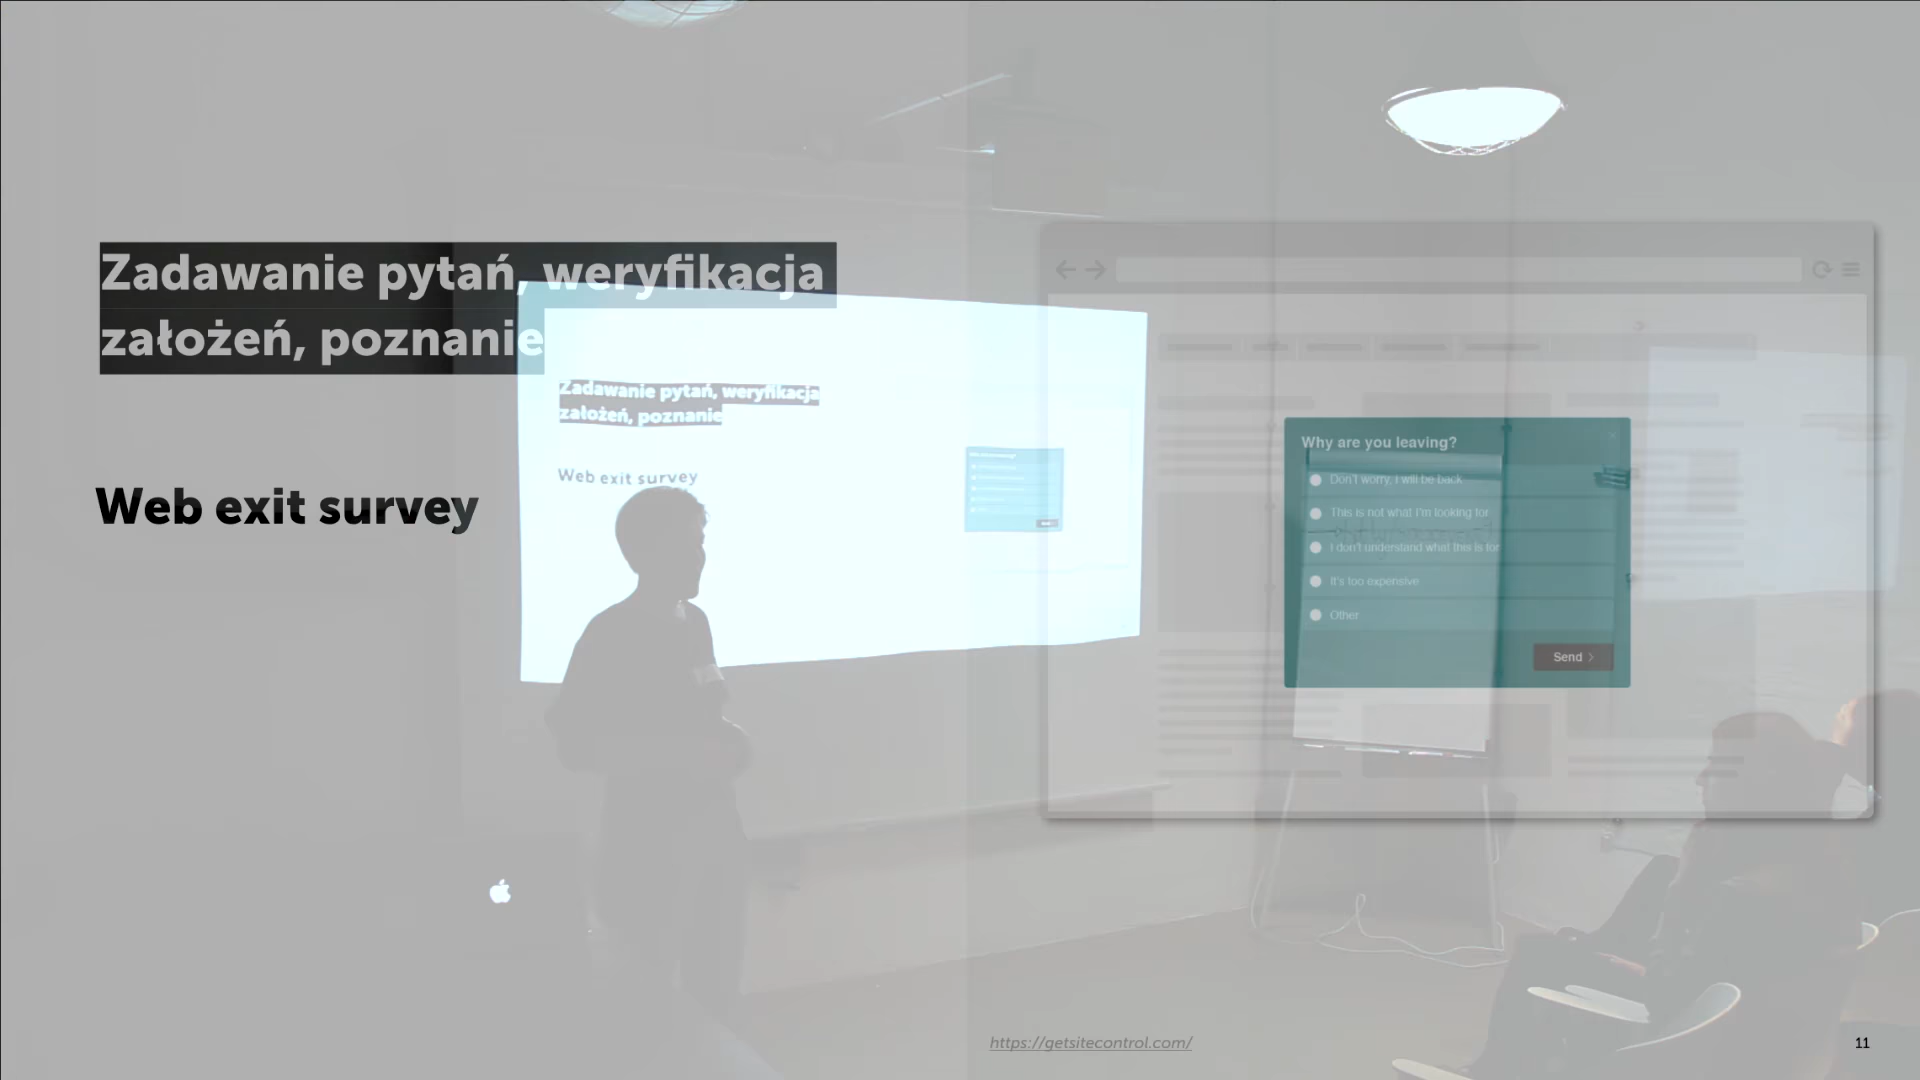 Zadawanie pytań, weryfikacja
założeń, poznanie
Web exit survey
Zadawanie pytań, weryfikacja
założeń, poznanie
Web exit survey
Why are you leaving?
Don't worry, I will be back
This is not what I'm looking for
I don't understand what this is for
It's too expensive
Other
Send
https://getsitecontrol.com/
11